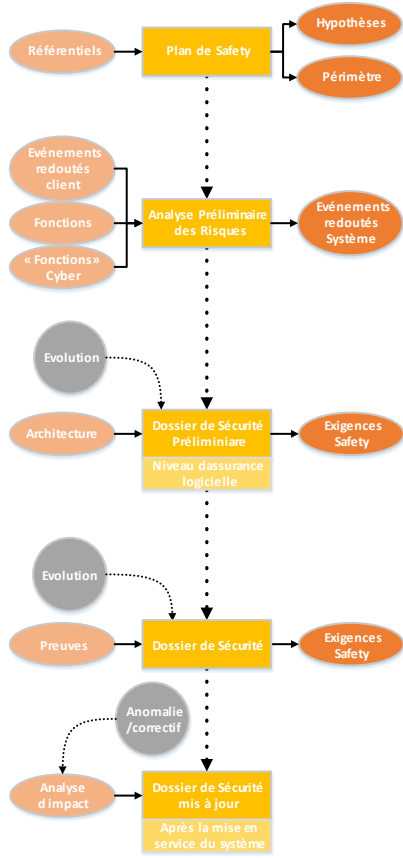 Hypothèses
Référentiels
Plan de Safety
Périmètre
Evénements
redoutés
client
Fonctions
« Fonctions»
Cyber
Analyse Préliminaire
des Risques
Evénements
redoutés
Système
Evolution
Architecture
Dossier de Sécurité
Préliminiare
Niveau dassurance
logicielle
Exigences
Safety
Evolution
Preuves
Dossier de Sécurité
Exigences
Safety
Anomalie
/correctif
Analyse
d impact
Dossier de Sécurité
mis à jour
Après la mise en
service du système